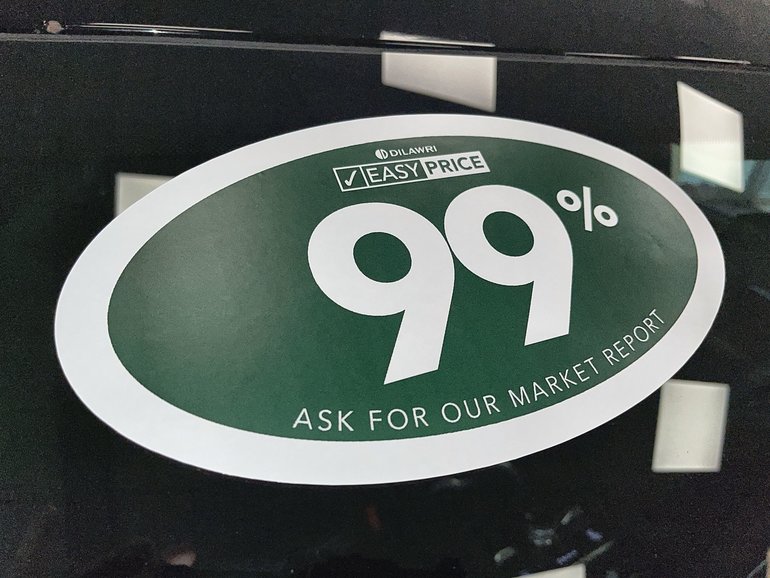 DILAWRI
EASY PRICE
99%
ASK FOR OUR MARKET REPORT